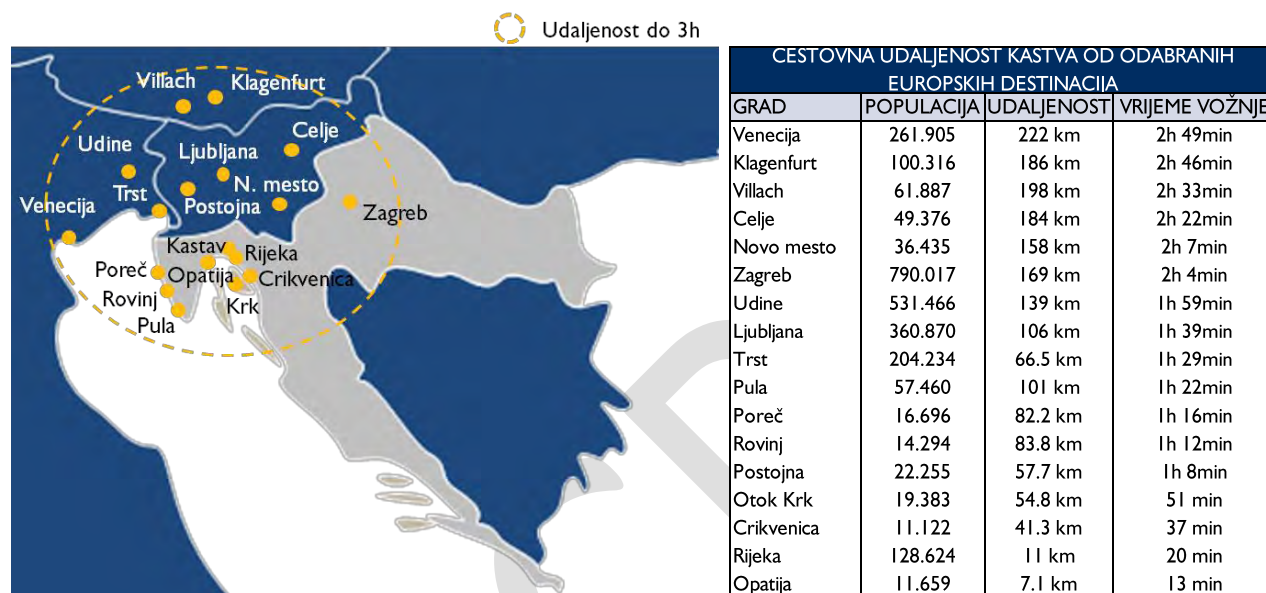 Udaljenost do 3h
Villach
Klagenfurt
Celje
Udine
Ljubljana
N. mesto
Trst
Postojna
Venecija
Zagreb
Kastav
Rijeka
Poreč
Opatija
Crikvenica
Rovinj
Krk
Pula
CESTOVNA UDALJENOST KASTVA OD ODABRANIH
EUROPSKIH DESTINACIJA
GRAD POPULACIJA UDALJENOST VRIJEME VOŽNJE
Venecija 261.905 222 km 2h 49min
Klagenfurt 100.316 186 km 2h 46min
Villach 61.887 198 km 2h 33min
Celje 49.376 184 km 2h 22min
Novo mesto 36.435 158 km 2h 7min
Zagreb 790.017 169 km 2h 4min
Udine 531.466 139 km 1h 59min
Ljubljana 360.870 106 km 1h 39min
Trst 204.234 66.5 km 1h 29min
Pula 57.460 101 km 1h 22min
Poreč 16.696 82.2 km 1h 16min
Rovinj 14.294 83.8 km 1h 12min
Postojna 22.255 57.7 km 1h 8min
Otok Krk 19.383 54.8 km 51 min
Crikvenica 11.122 41.3 km 37 min
Rijeka 128.624 11 km 20 min
Opatija 11.659 7.1 km 13 min